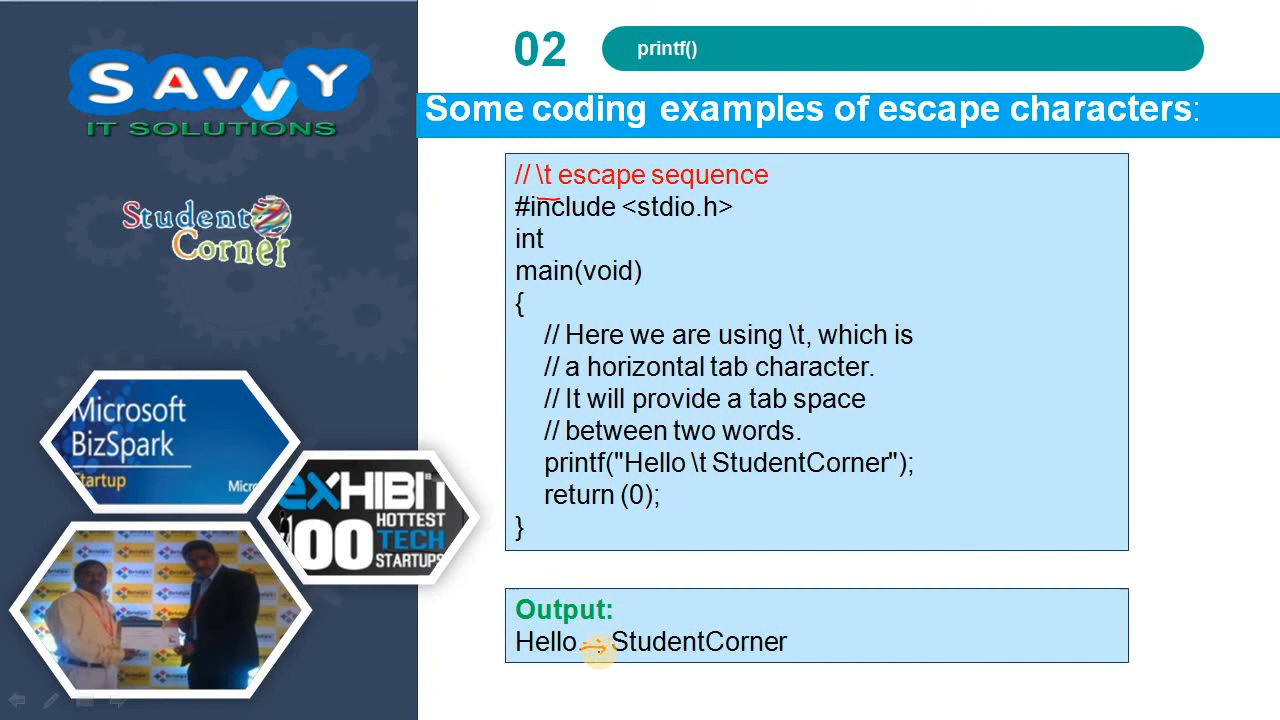 SAVVY
IT SOLUTIONS
Student
Corner
Microsoft
BizSpark
Startup
Micros
eXHIBIT
100
HOTTEST
TECH
STARTUPS
02
printf()
Some coding examples of escape characters:
// \t escape sequence
#include <stdio.h>
int
main(void)
{
// Here we are using \t, which is
// a horizontal tab character.
// It will provide a tab space
// between two words.
printf("Hello \t StudentCorner");
return (0);
}
Output:
Hello StudentCorner